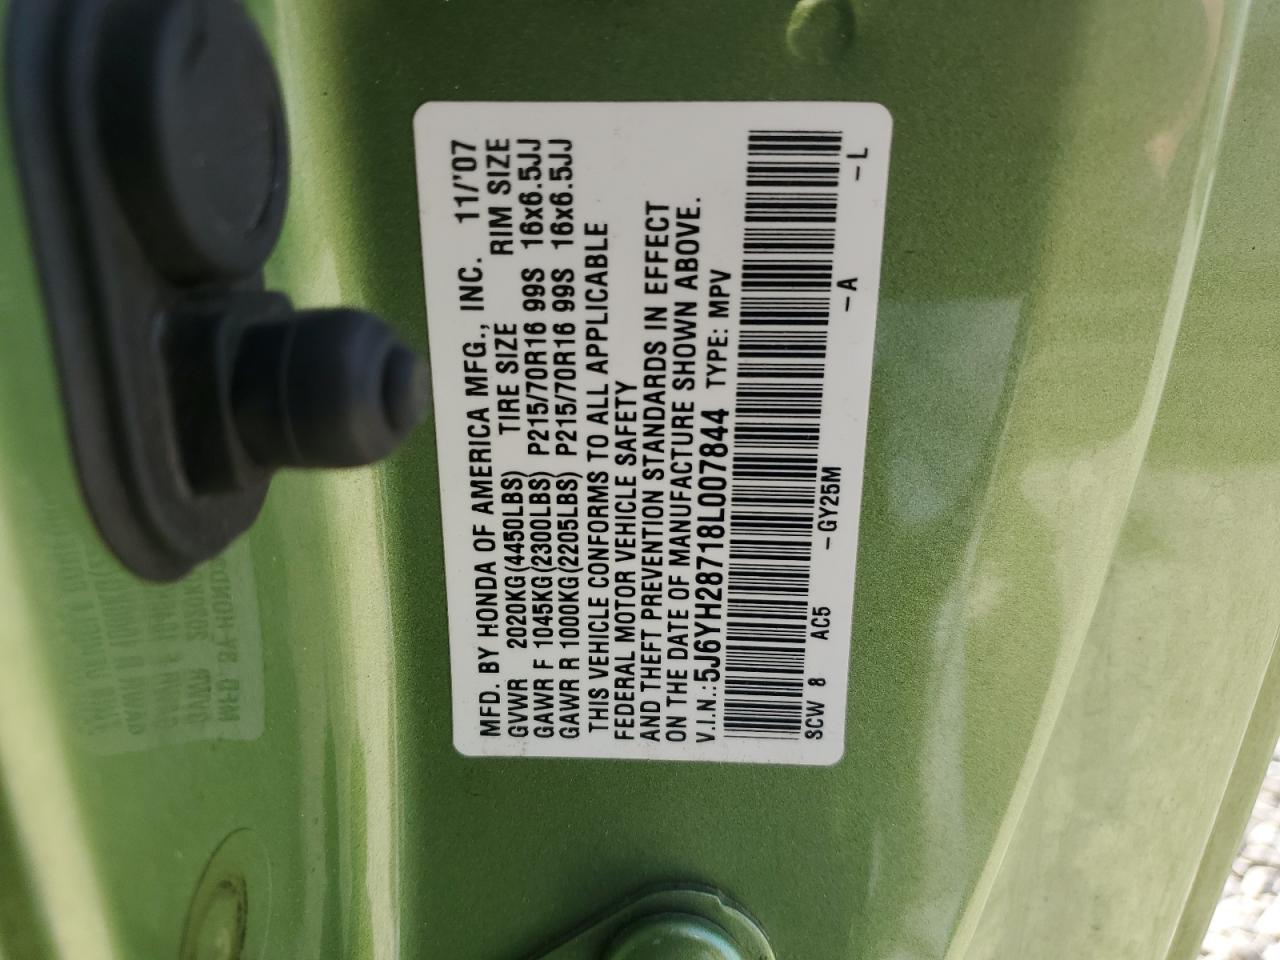 MFD. BY HONDA OF AMERICA MFG., INC. 11/'07
GVWR 2020KG(4450LBS) TIRE SIZE RIM SIZE
GAWR F 1045KG(2300LBS) P215/70R16 99S 16x6.5JJ
GAWR R 1000KG(2205LBS) P215/70R16 99S 16x6.5JJ
THIS VEHICLE CONFORMS TO ALL APPLICABLE
FEDERAL MOTOR VEHICLE SAFETY
AND THEFT PREVENTION STANDARDS IN EFFECT
ON THE DATE OF MANUFACTURE SHOWN ABOVE.
V.I.N.:5J6YH28718L007844 TYPE: MPV
SCW 8 AC5 -GY25M -A -L